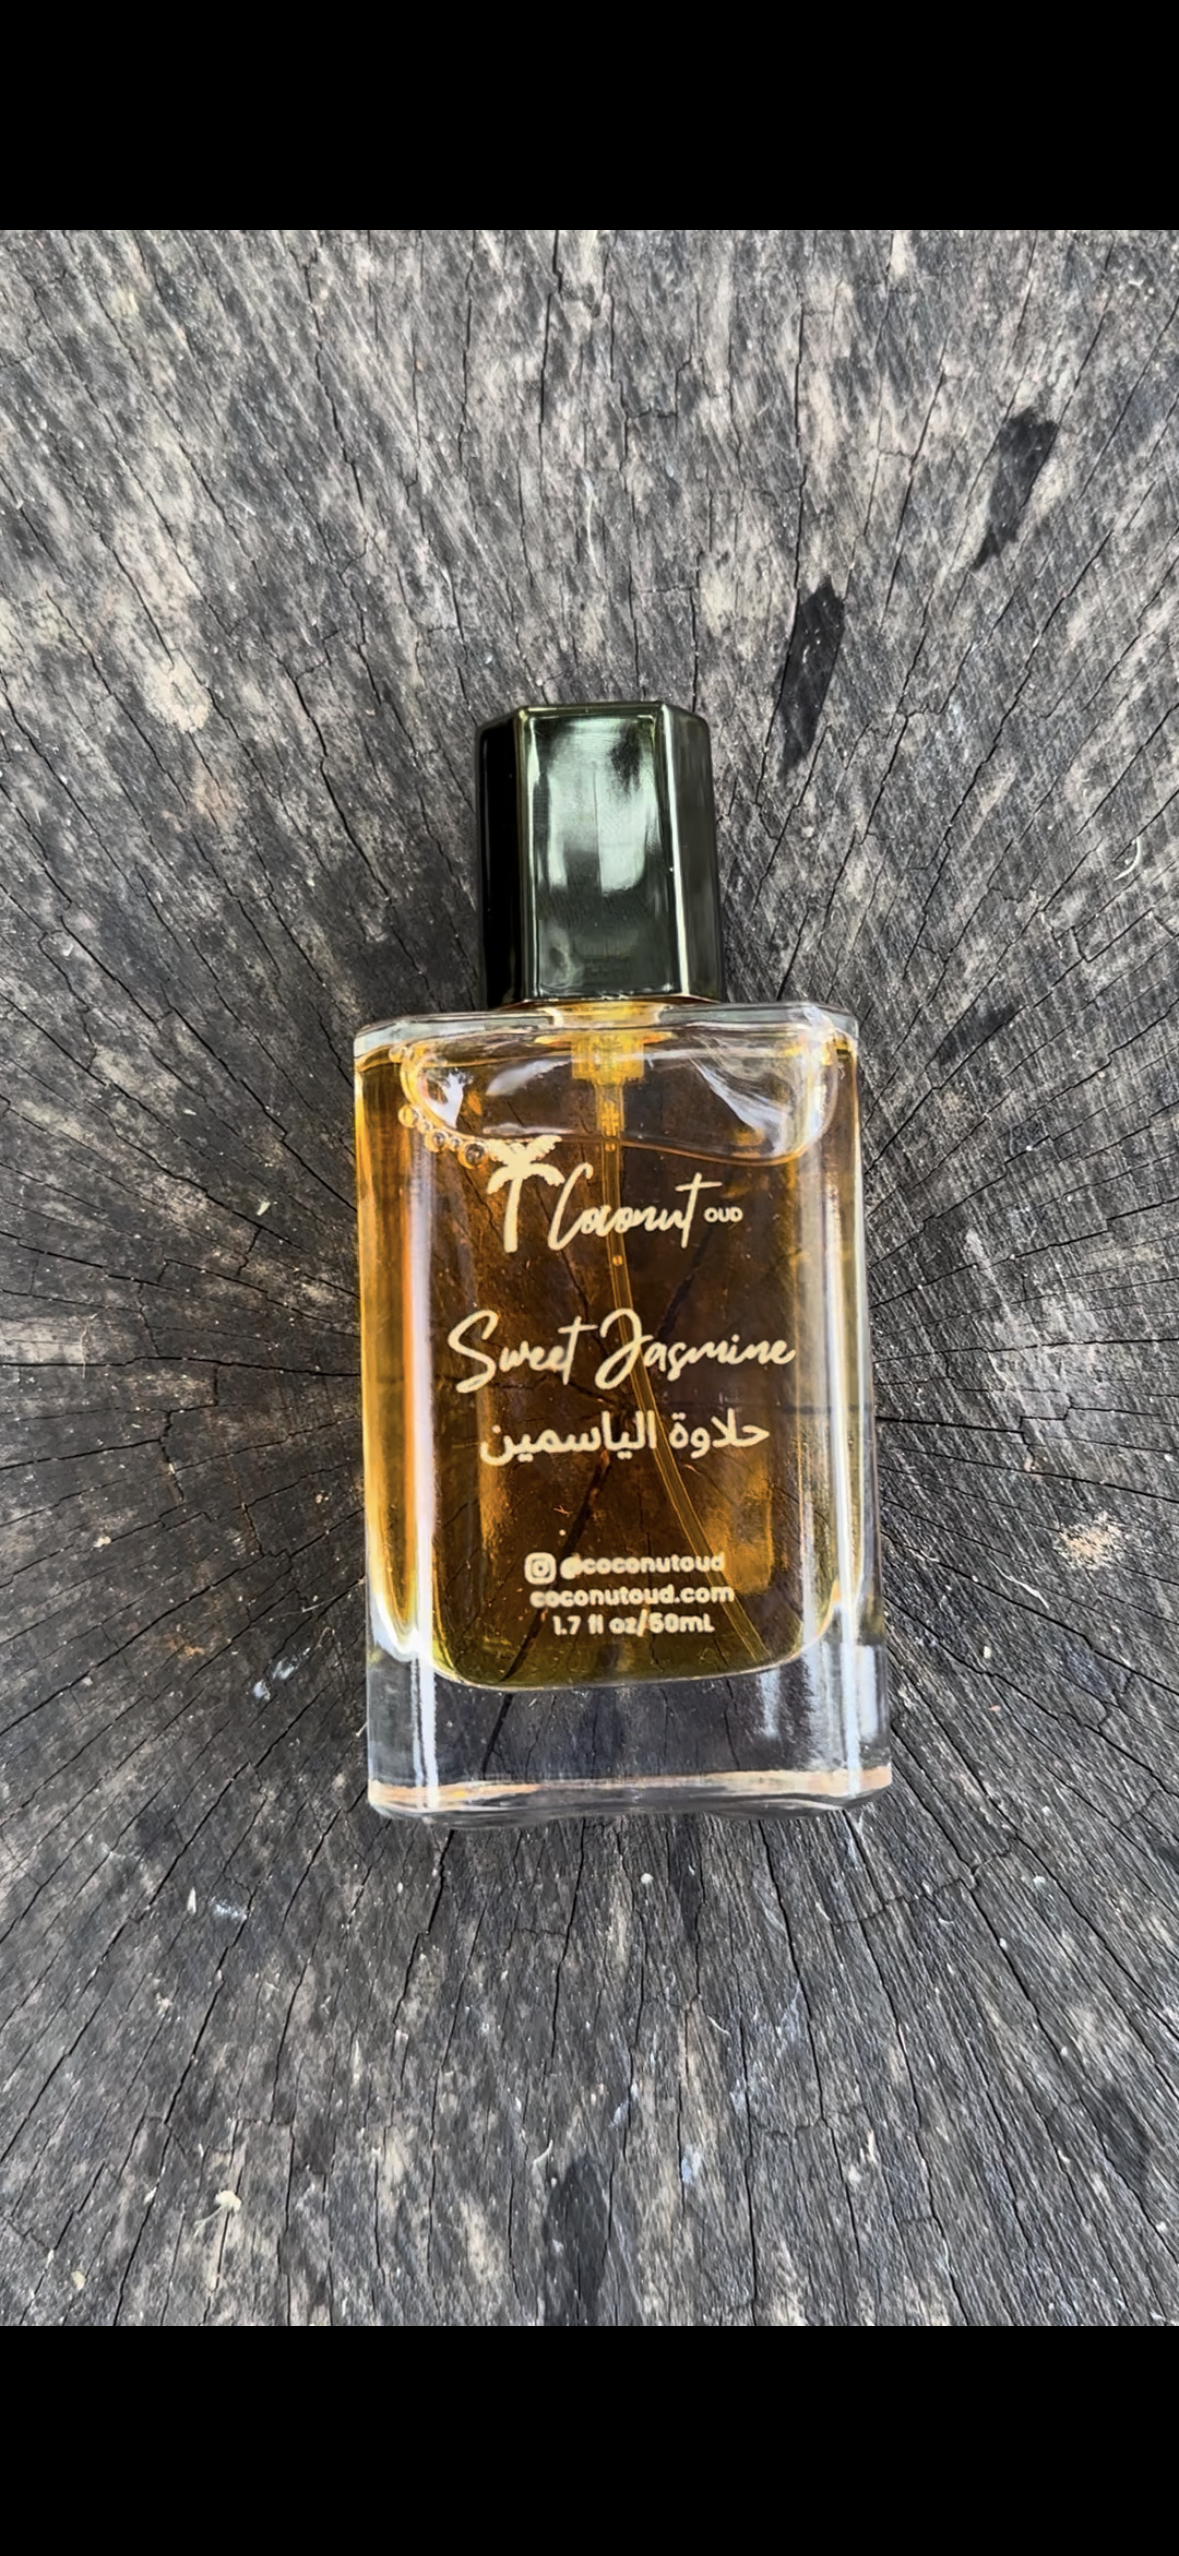 Coconut OUD
Sweet Jasmine
حلاوة الياسمين
@coconutoud
coconutoud.com
1.7 fl oz/50mL